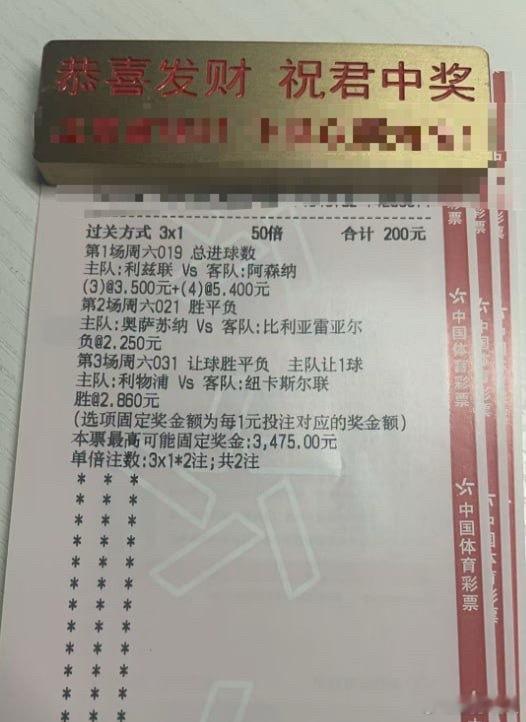 恭喜发财 祝君中奖
过关方式 3x1 50倍 合计 200元
第1场周六019 总进球数
主队:利兹联 Vs 客队:阿森纳
(3)@3.500元+(4)@5.400元
第2场周六021 胜平负
主队:奥萨苏纳 Vs 客队:比利亚雷亚尔
负@2.250元
第3场周六031 让球胜平负 主队让1球
主队:利物浦 Vs 客队:纽卡斯尔联
胜@2.860元
(选项固定奖金额为每1元投注对应的奖金额)
本票最高可能固定奖金:3,475.00元
单倍注数:3x1*2注;共2注
* * *
* * *
* * *
* * *
* * *
* * *
* * *
* * *
* * *
* * *
* * *
* * *
* * *
中国体育彩票
中国体育彩票